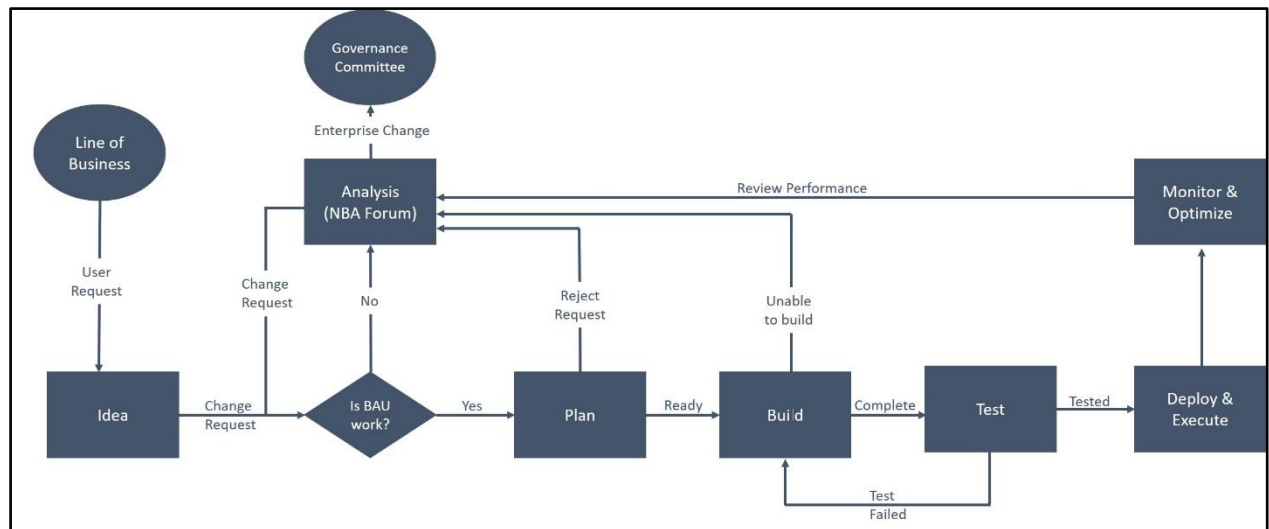 Governance
Committee
Line of
Business
Enterprise Change
Analysis
(NBA Forum)
Review Performance
Monitor &
Optimize
User
Request
Change
Request
No
Reject
Request
Unable
to build
Idea
Change
Request
Is BAU
work?
Yes
Plan
Ready
Build
Complete
Test
Tested
Deploy &
Execute
Test
Failed